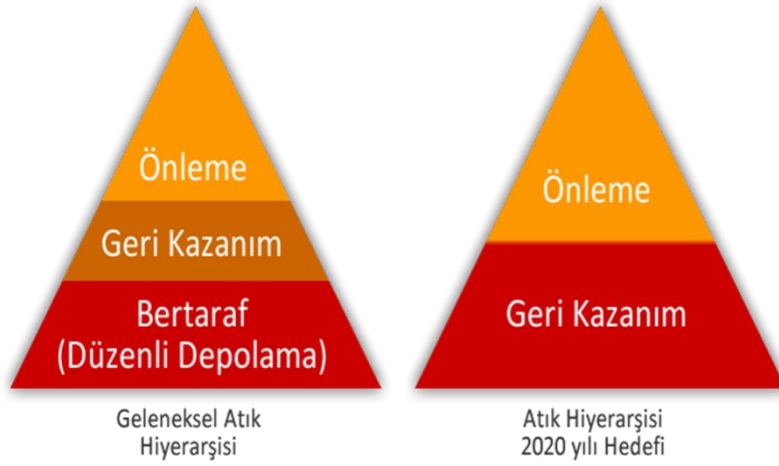 Önleme
Geri Kazanım
Bertaraf
(Düzenli Depolama)
Geleneksel Atık
Hiyerarşisi
Önleme
Geri Kazanım
Atık Hiyerarşisi
2020 yılı Hedefi